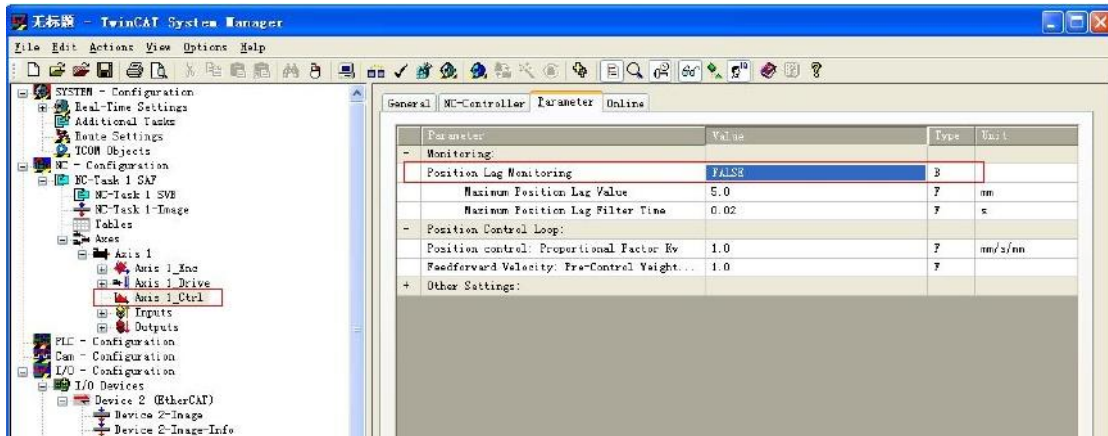 无标题 - TwinCAT System Manager
File Edit Actions View Options Help
SYSTEM - Configuration
Real-Time Settings
Additional Tasks
Route Settings
TCOM Objects
NC - Configuration
NC-Task 1 SAF
NC-Task 1 SVB
NC-Task 1-Image
Tables
Axes
Axis 1
Axis 1_Enc
Axis 1_Drive
Axis 1_Ctrl
Inputs
Outputs
PLC - Configuration
Cam - Configuration
I/O - Configuration
I/O Devices
Device 2 (EtherCAT)
Device 2-Image
Device 2-Image-Info
General NC-Controller Parameter Online
Parameter Value Type Unit
- Monitoring:
Position Lag Monitoring FALSE B
Maximum Position Lag Value 5.0 F mm
Maximum Position Lag Filter Time 0.02 F s
- Position Control Loop:
Position control: Proportional Factor Kv 1.0 F mm/s/mm
Feedforward Velocity: Pre-Control Weight... 1.0 F
+ Other Settings: